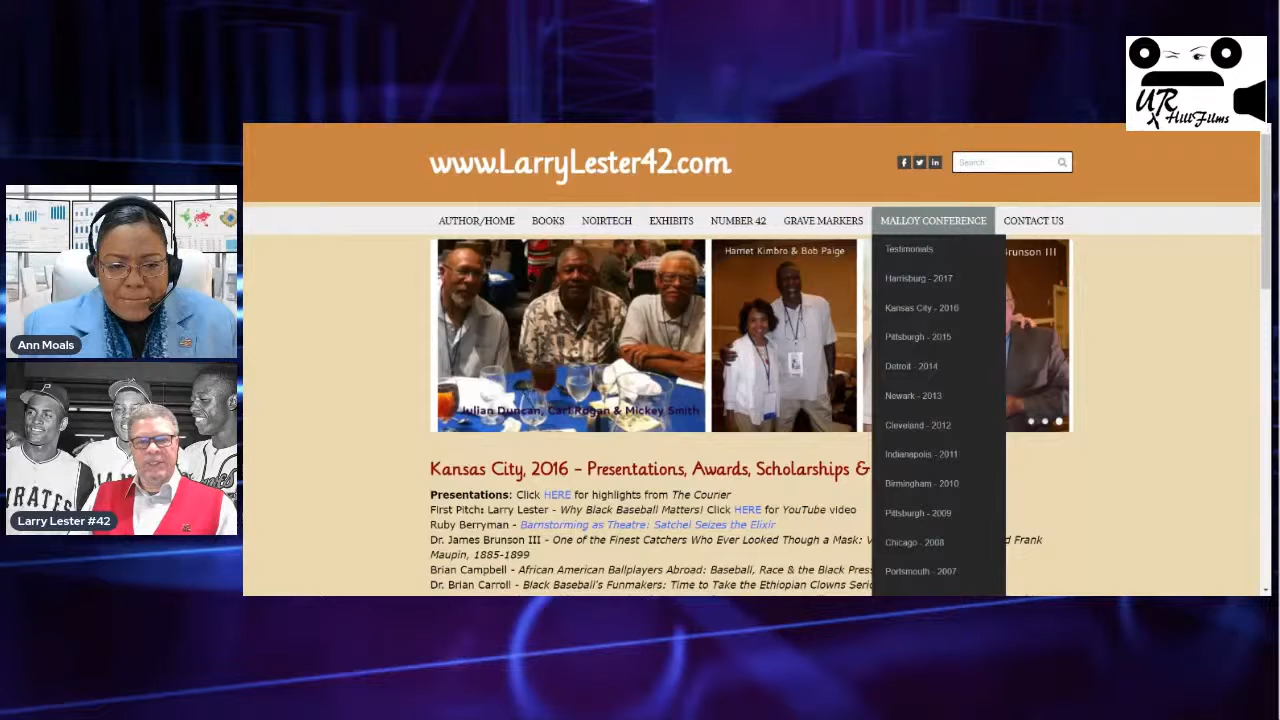 UR
HillFilms
www.LarryLester42.com
Search
AUTHOR/HOME BOOKS NOIRTECH EXHIBITS NUMBER 42 GRAVE MARKERS MALLOY CONFERENCE CONTACT US
Harriet Kimbro & Bob Paige
Brunson III
Julian Duncan, Carl Rogan & Mickey Smith
Testimonials
Harrisburg - 2017
Kansas City - 2016
Pittsburgh - 2015
Detroit - 2014
Newark - 2013
Cleveland - 2012
Indianapolis - 2011
Birmingham - 2010
Pittsburgh - 2009
Chicago - 2008
Portsmouth - 2007
Kansas City, 2016 – Presentations, Awards, Scholarships &
Presentations: Click HERE for highlights from The Courier
First Pitch: Larry Lester - Why Black Baseball Matters! Click HERE for YouTube video
Ruby Berryman - Barnstorming as Theatre: Satchel Seizes the Elixir
Dr. James Brunson III - One of the Finest Catchers Who Ever Looked Though a Mask: Frank
Maupin, 1885-1899
Brian Campbell - African American Ballplayers Abroad: Baseball, Race & the Black Pres
Dr. Brian Carroll - Black Baseball's Funmakers: Time to Take the Ethiopian Clowns Seri
Ann Moals
PIRATES
Larry Lester #42